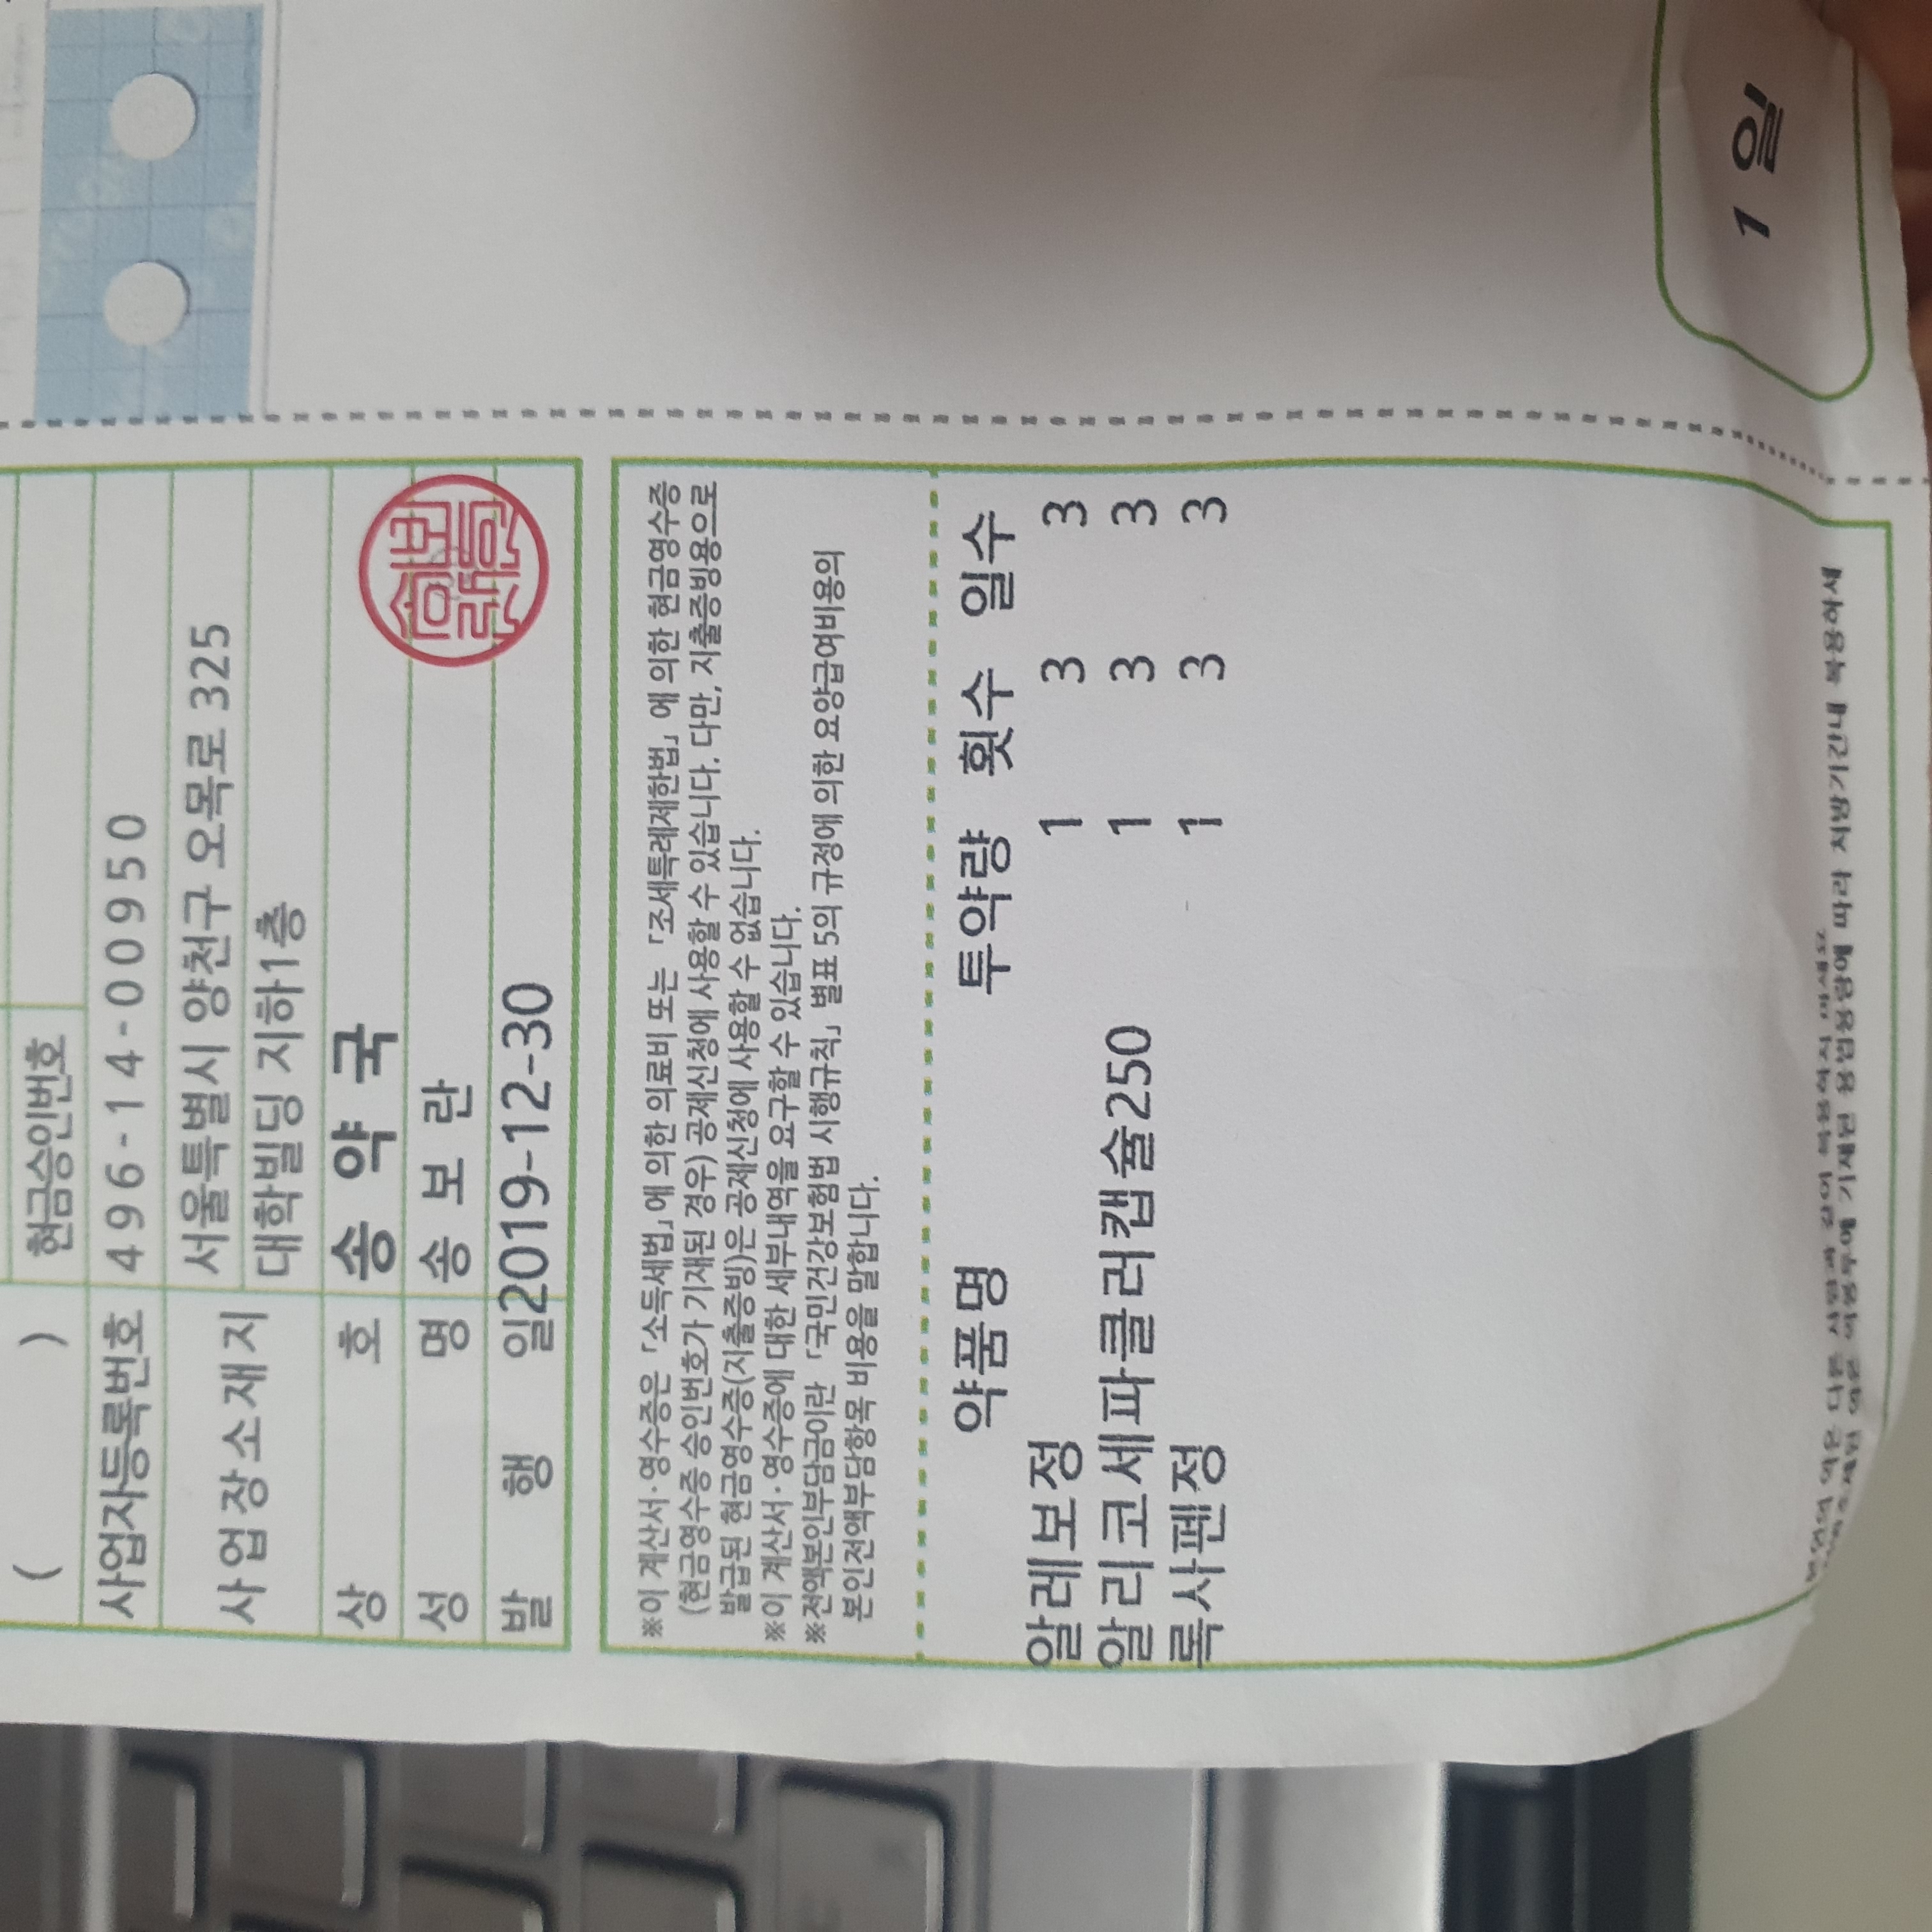 ( )
현금승인번호
사업자등록번호 496-14-00950
사업장소재지 서울특별시 양천구 오목로 325
대학빌딩 지하1층
상 호 송 약 국
성 명 송 보 란
발 행 일 2019-12-30
※이 계산서·영수증은 「소득세법」에 의한 의료비 또는 「조세특례제한법」에 의한 현금영수증
(현금영수증 승인번호가 기재된 경우) 공제신청에 사용할 수 있습니다. 다만, 지출증빙용으로
발급된 현금영수증(지출증빙)은 공제신청에 사용할 수 없습니다.
※이 계산서·영수증에 대한 세부내역을 요구할 수 있습니다.
※전액본인부담금이란 「국민건강보험법 시행규칙」 별표 5의 규정에 의한 요양급여비용의
본인전액부담항목 비용을 말합니다.
약품명 투약량 횟수 일수
알레보정 1 3 3
알리코세파클러캡슐250 1 3 3
록사펜정 1 3 3
약은 다른 사람과 같이 복용하지 마세요
약은 약봉투에 기재된 용법용량에 따라 처방기간내 복용하세
1 일